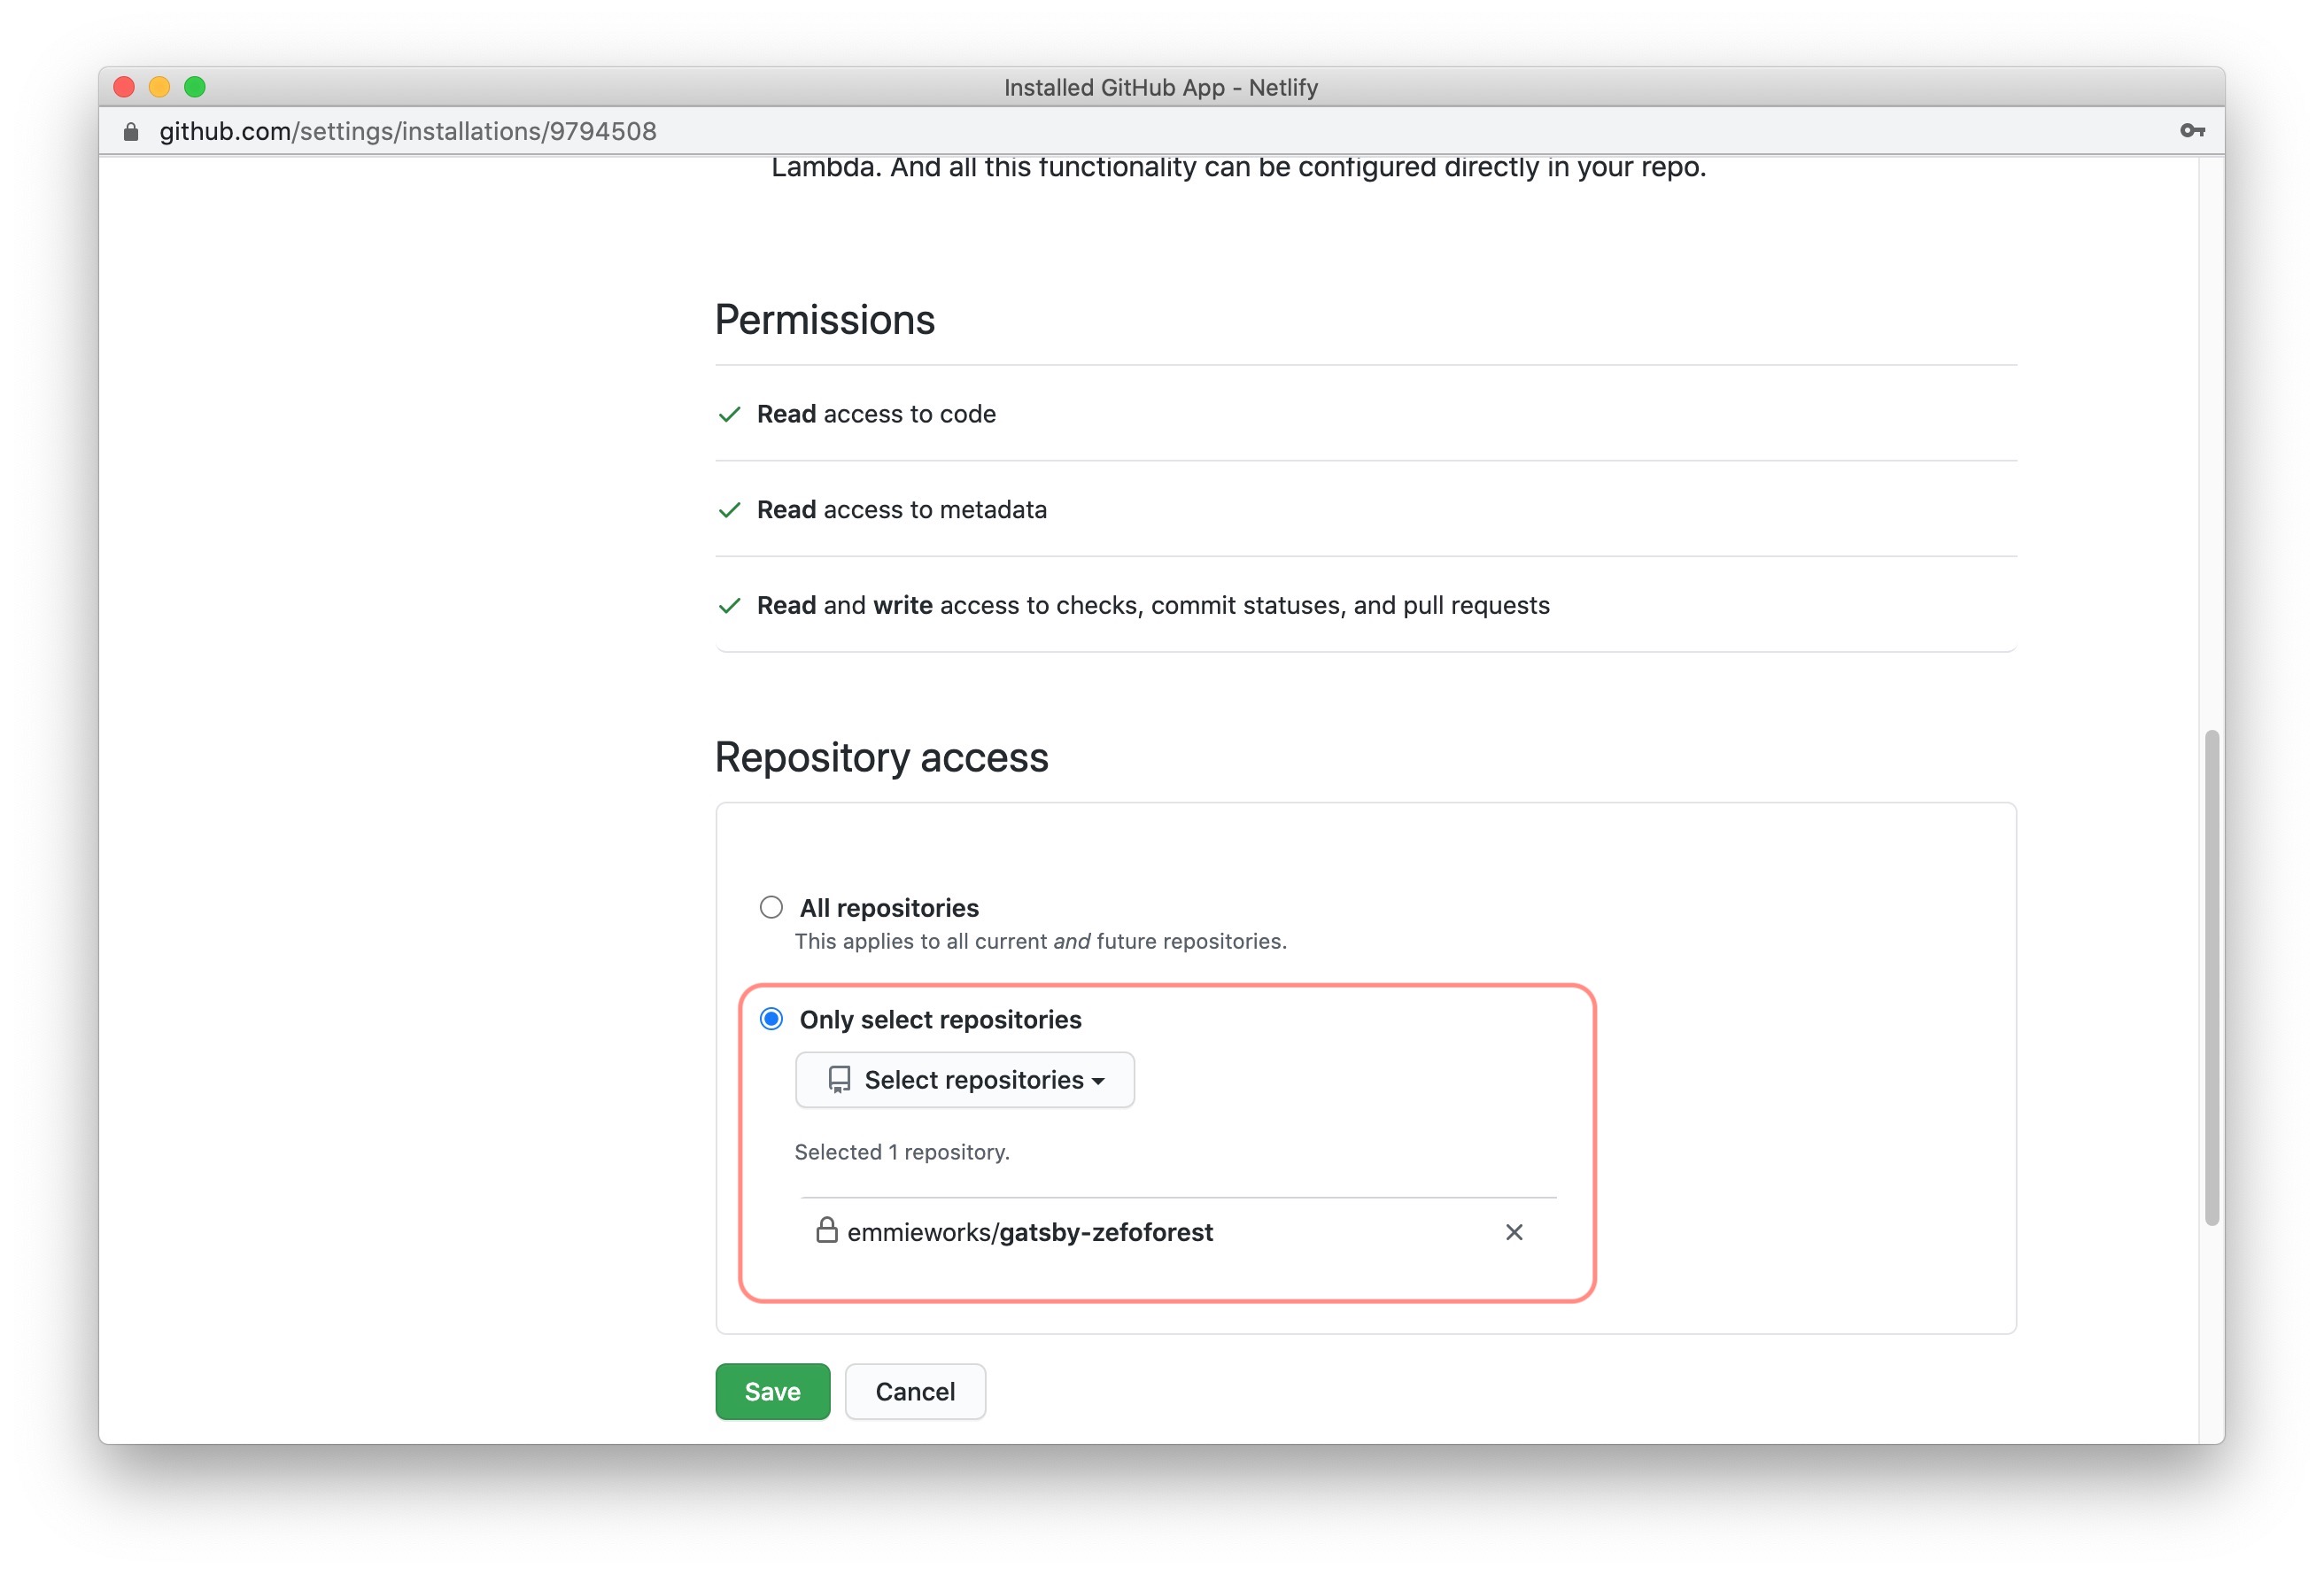 Installed GitHub App - Netlify
github.com/settings/installations/9794508
Lambda. And all this functionality can be configured directly in your repo.
Permissions
Read access to code
Read access to metadata
Read and write access to checks, commit statuses, and pull requests
Repository access
All repositories
This applies to all current and future repositories.
Only select repositories
Select repositories
Selected 1 repository.
emmieworks/gatsby-zefoforest
Save
Cancel